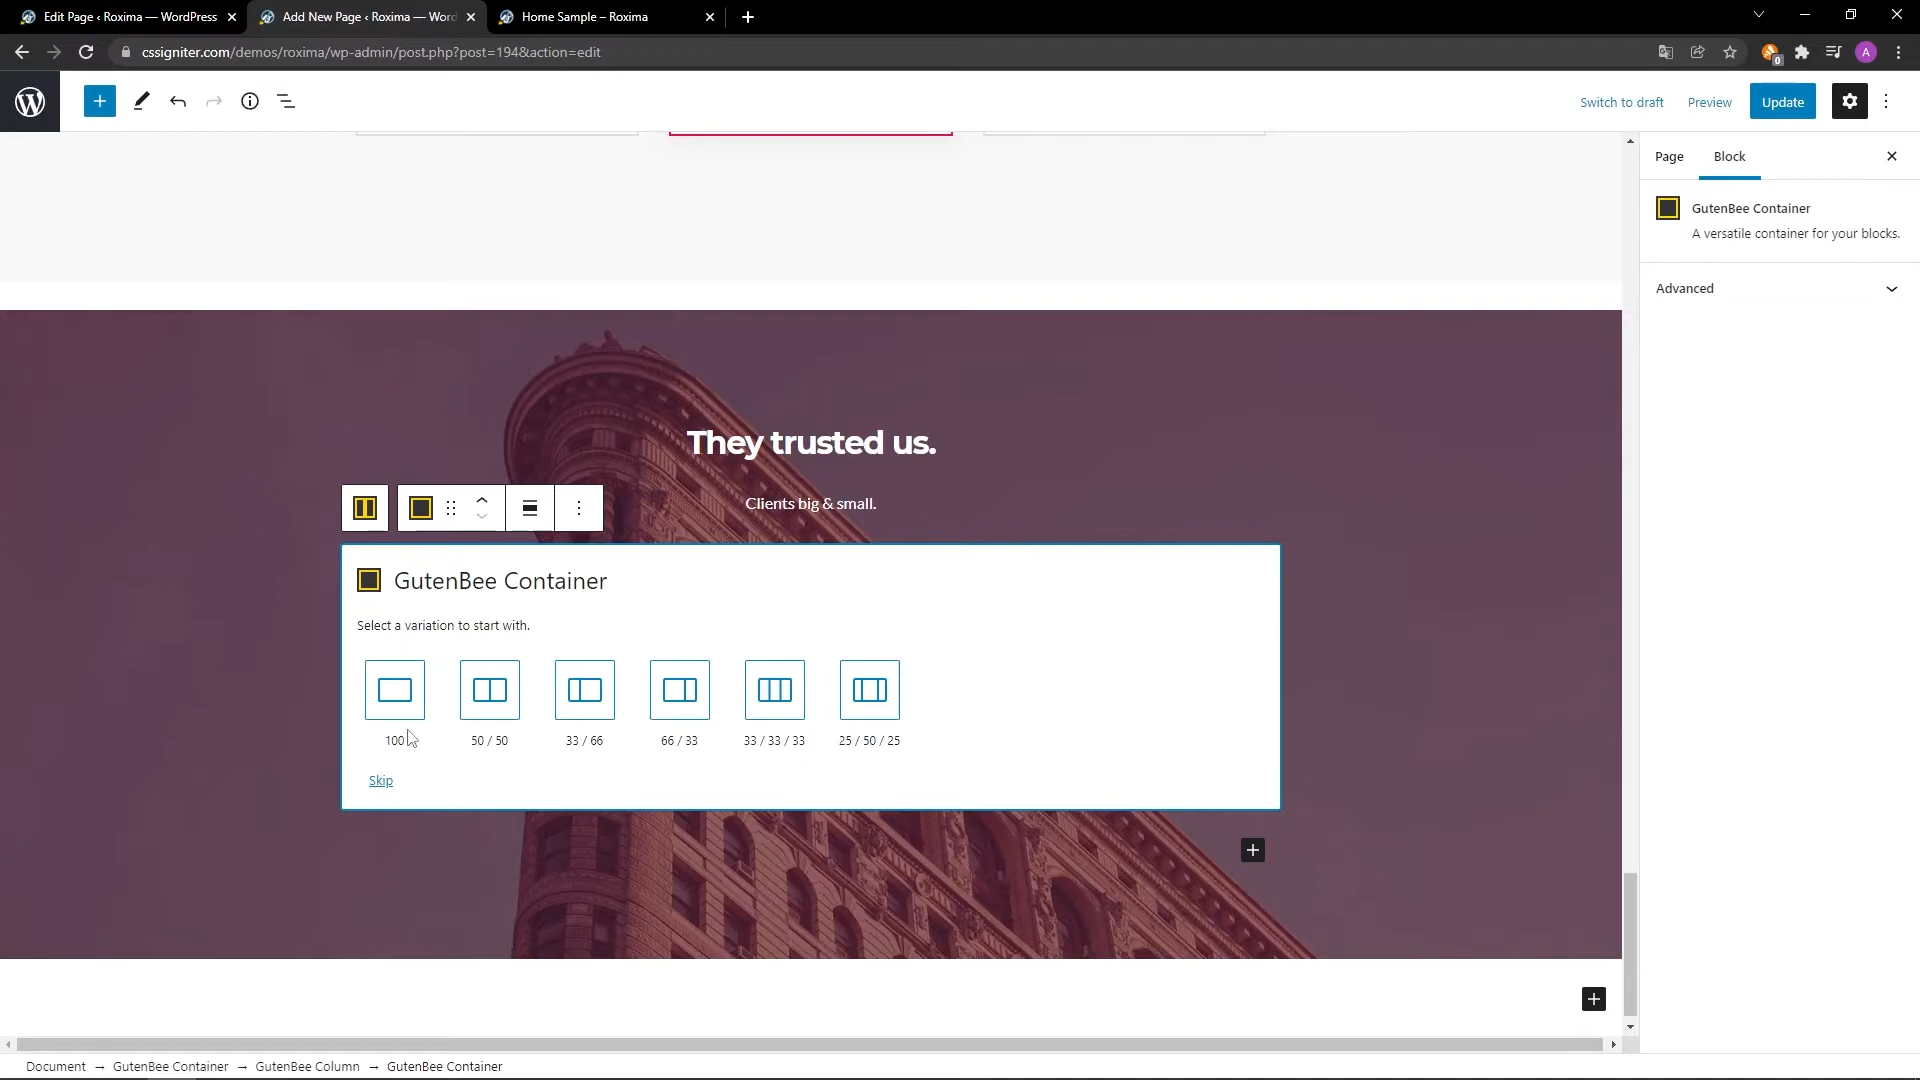 Edit Page ‹ Roxima — WordPress
Add New Page ‹ Roxima — Word
Home Sample – Roxima
cssigniter.com/demos/roxima/wp-admin/post.php?post=194&action=edit
0
A
Switch to draft
Preview
Update
Page
Block
GutenBee Container
A versatile container for your blocks.
Advanced
They trusted us.
Clients big & small.
GutenBee Container
Select a variation to start with.
100
50 / 50
33 / 66
66 / 33
33 / 33 / 33
25 / 50 / 25
Skip
Document → GutenBee Container → GutenBee Column → GutenBee Container